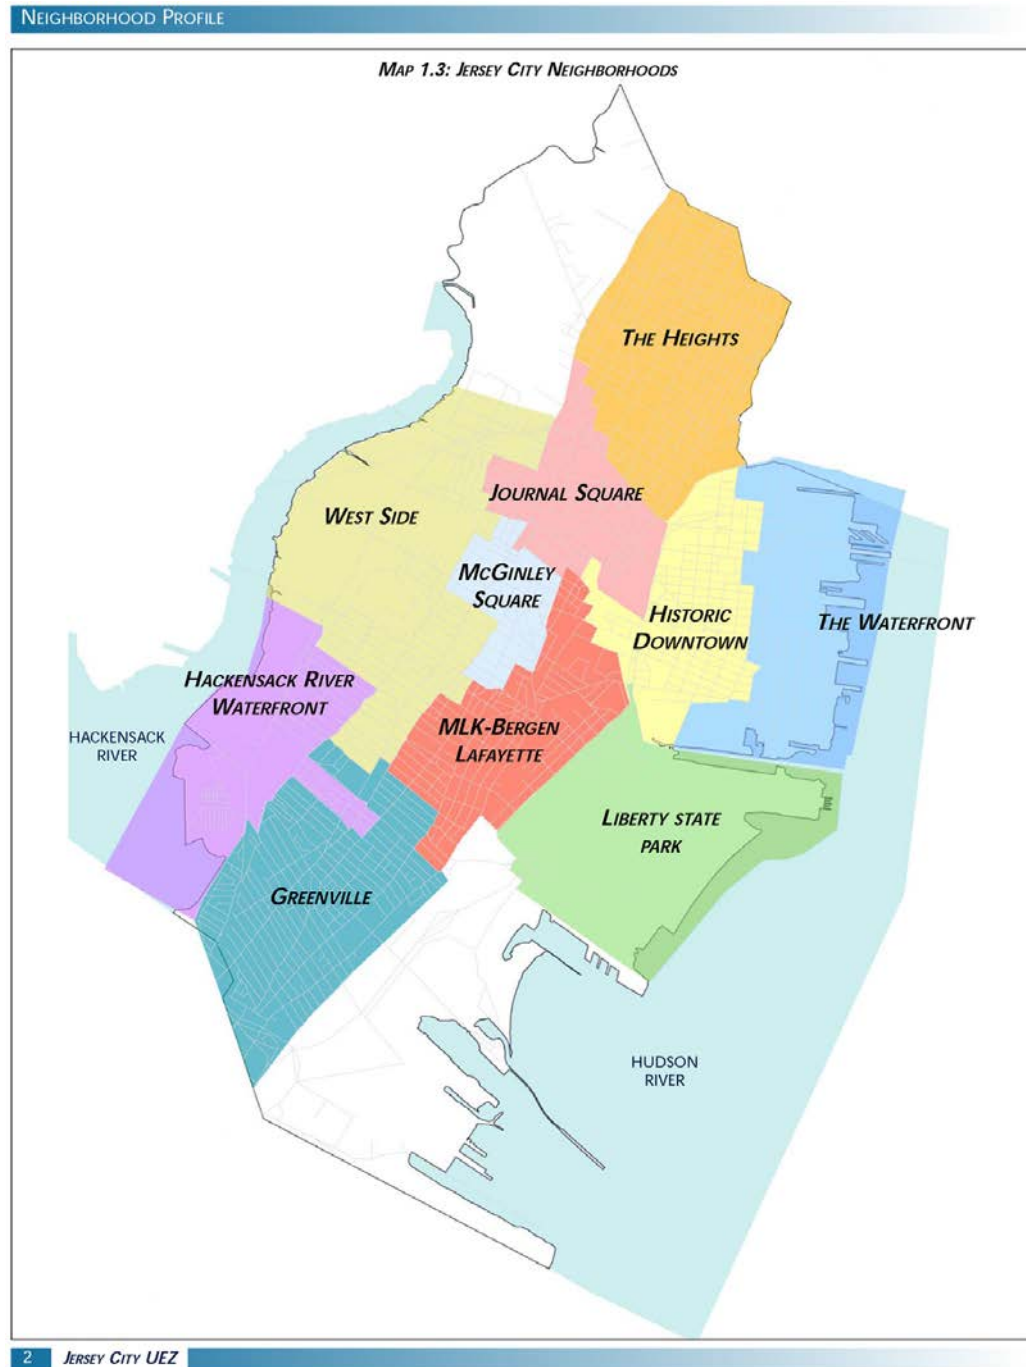 NEIGHBORHOOD PROFILE
MAP 1.3: JERSEY CITY NEIGHBORHOODS
THE HEIGHTS
JOURNAL SQUARE
WEST SIDE
MCGINLEY
SQUARE
HISTORIC
DOWNTOWN
THE WATERFRONT
HACKENSACK RIVER
WATERFRONT
HACKENSACK
RIVER
MLK-BERGEN
LAFAYETTE
LIBERTY STATE
PARK
GREENVILLE
HUDSON
RIVER
2 JERSEY CITY UEZ